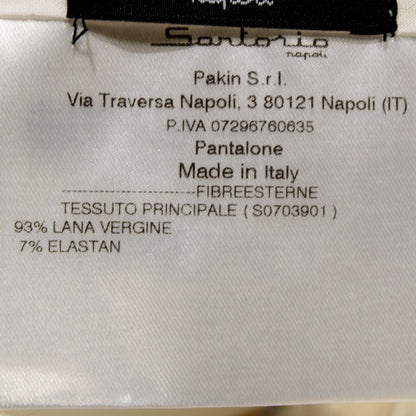 Napoli
Sartorio
napoli
Pakin S.r.l.
Via Traversa Napoli, 3 80121 Napoli (IT)
P.IVA 07296760635
Pantalone
Made in Italy
------------------------------FIBREESTERNE
TESSUTO PRINCIPALE ( S0703901 )
93% LANA VERGINE
7% ELASTAN